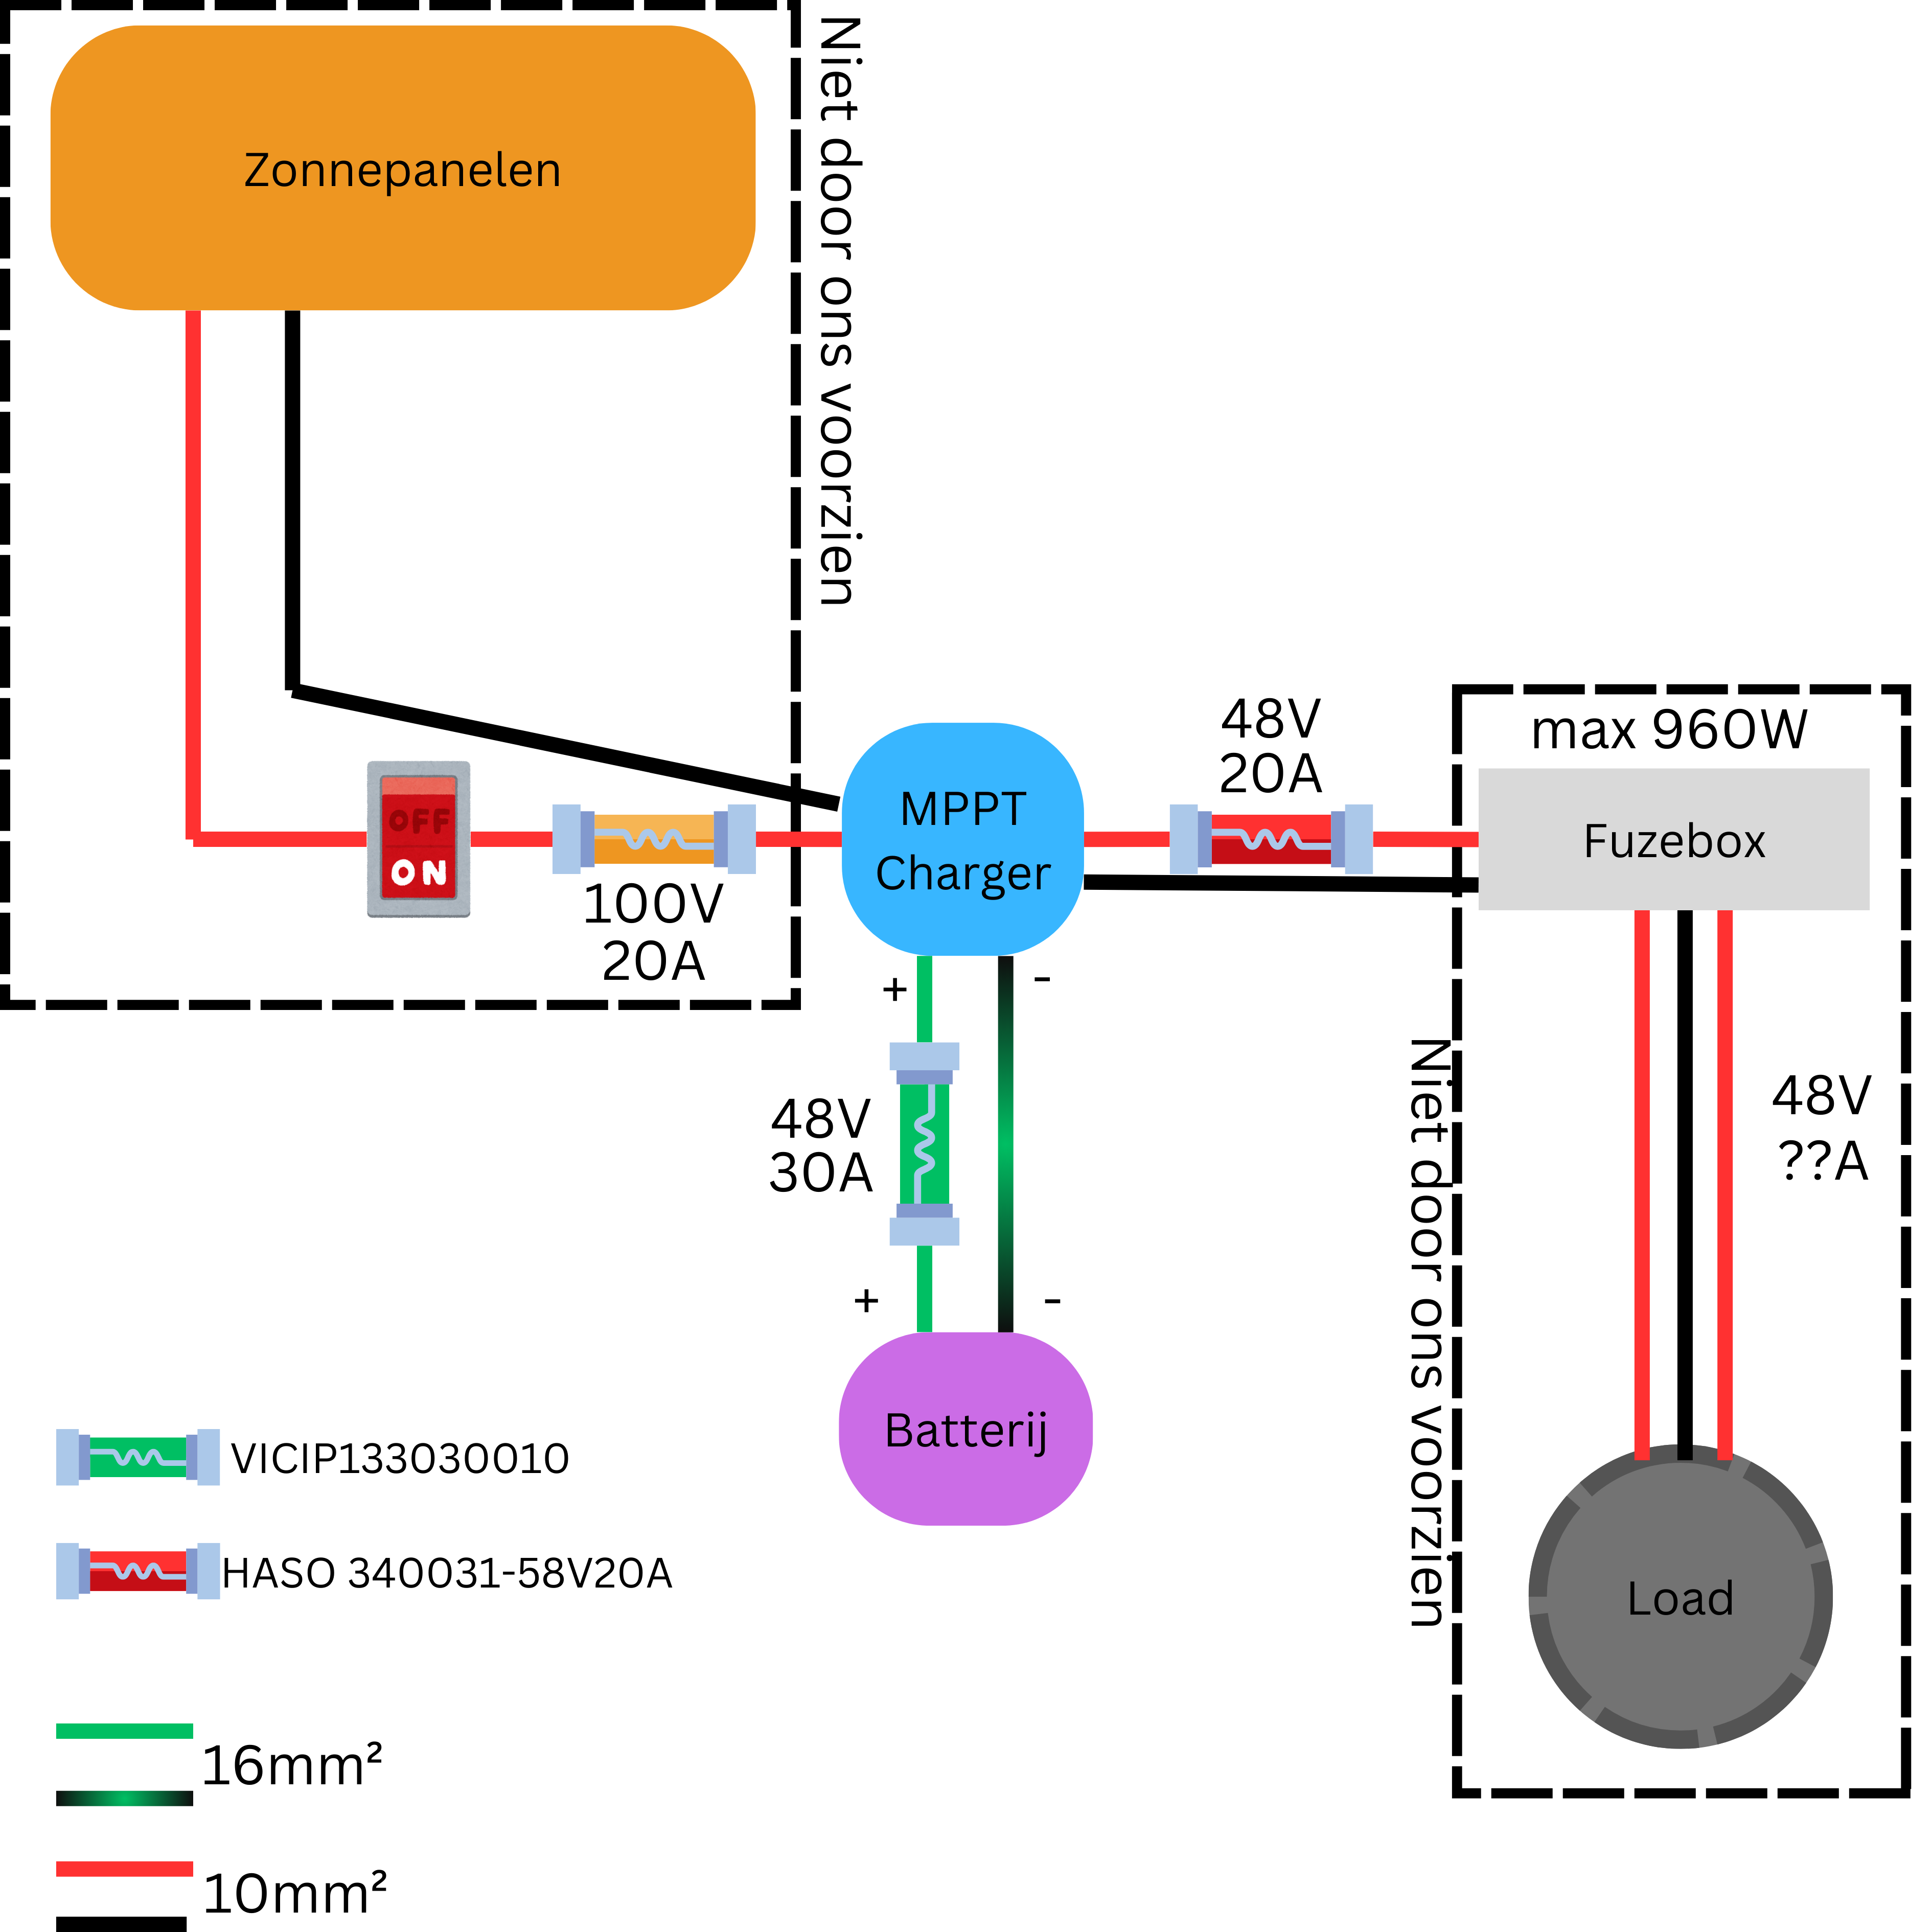 Zonnepanelen
Niet door ons voorzien
OFF
ON
100V
20A
MPPT
Charger
48V
20A
max 960W
Fuzebox
+
-
48V
30A
+
-
Batterij
Niet door ons voorzien
48V
??A
Load
VICIP133030010
HASO 340031-58V20A
16mm²
10mm²